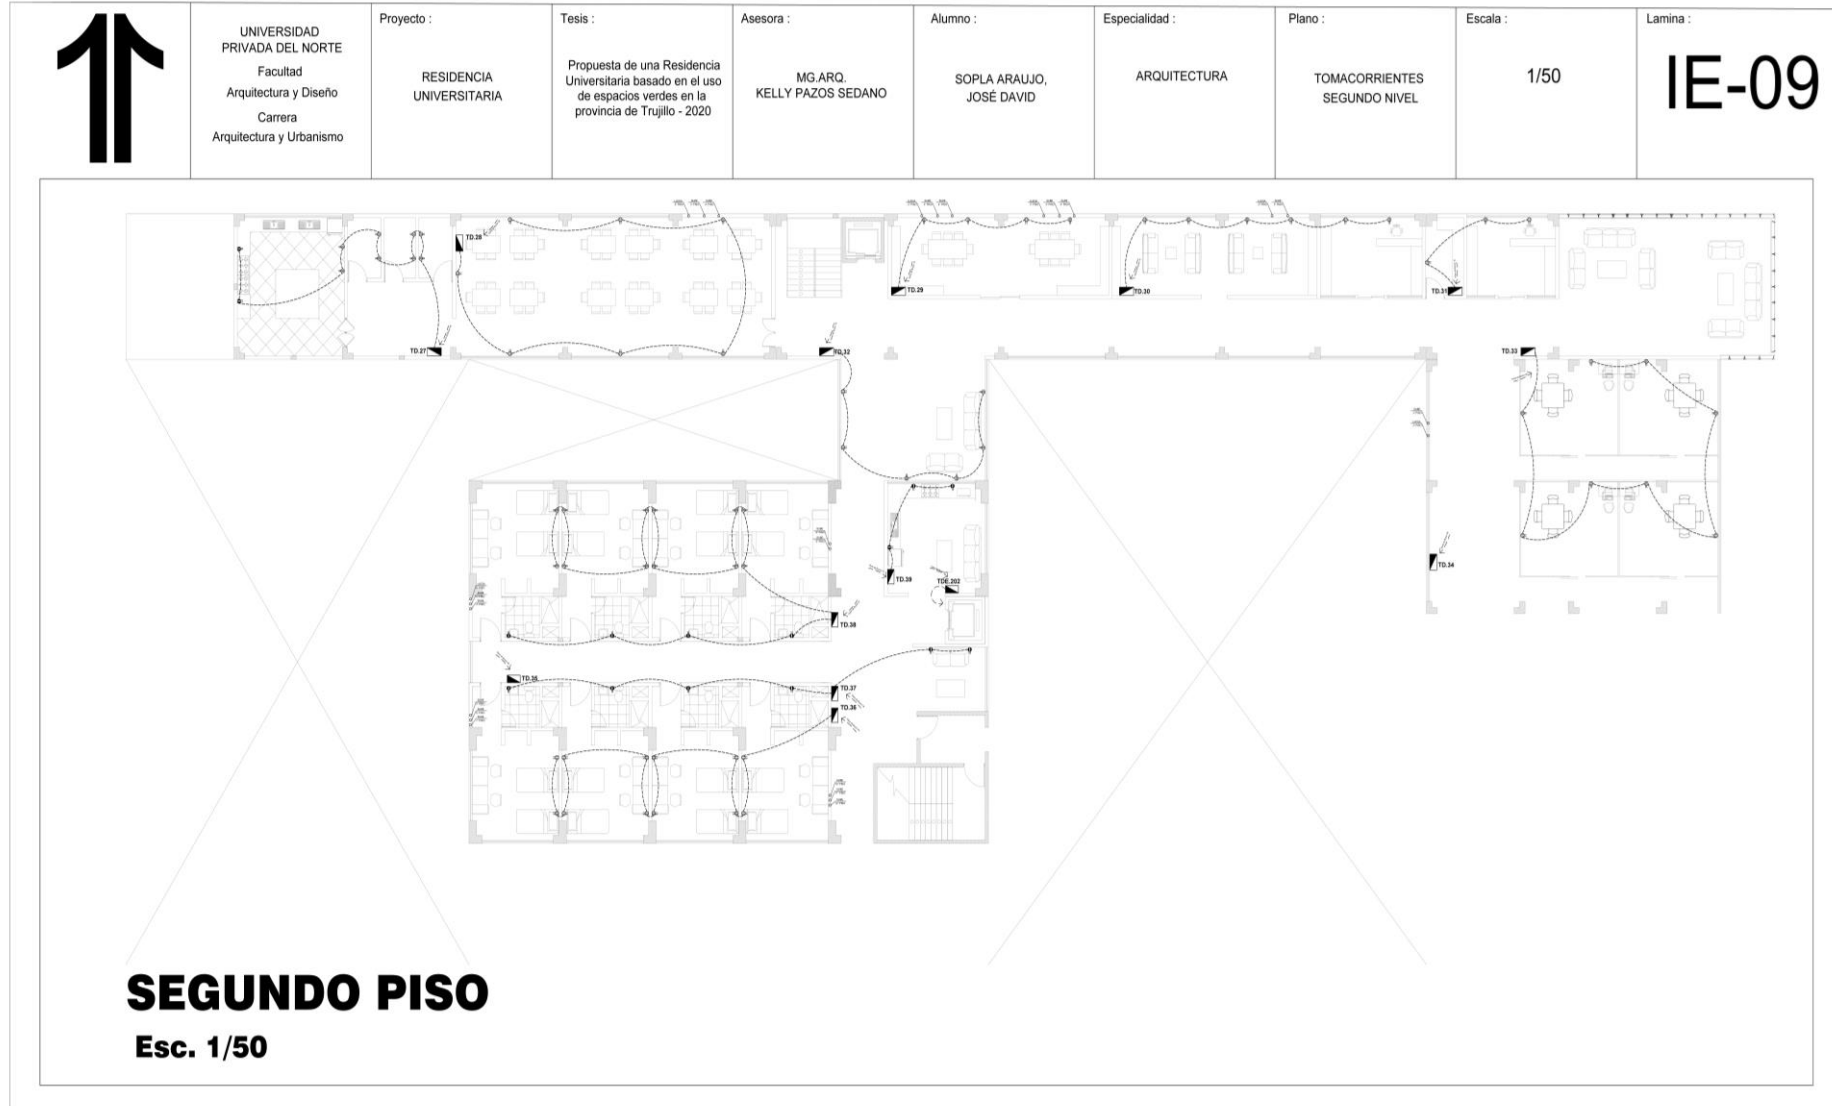 UNIVERSIDAD
PRIVADA DEL NORTE
Facultad
Arquitectura y Diseño
Carrera
Arquitectura y Urbanismo
Proyecto :
RESIDENCIA
UNIVERSITARIA
Tesis :
Propuesta de una Residencia
Universitaria basado en el uso
de espacios verdes en la
provincia de Trujillo - 2020
Asesora :
MG.ARQ.
KELLY PAZOS SEDANO
Alumno :
SOPLA ARAUJO,
JOSÉ DAVID
Especialidad :
ARQUITECTURA
Plano :
TOMACORRIENTES
SEGUNDO NIVEL
Escala :
1/50
Lamina :
IE-09
TD.28
TD.29
TD.30
TD.31
TD.27
TD.32
TD.33
TD.34
TD.39
TDE.202
TD.38
TD.37
SEGUNDO PISO
Esc. 1/50